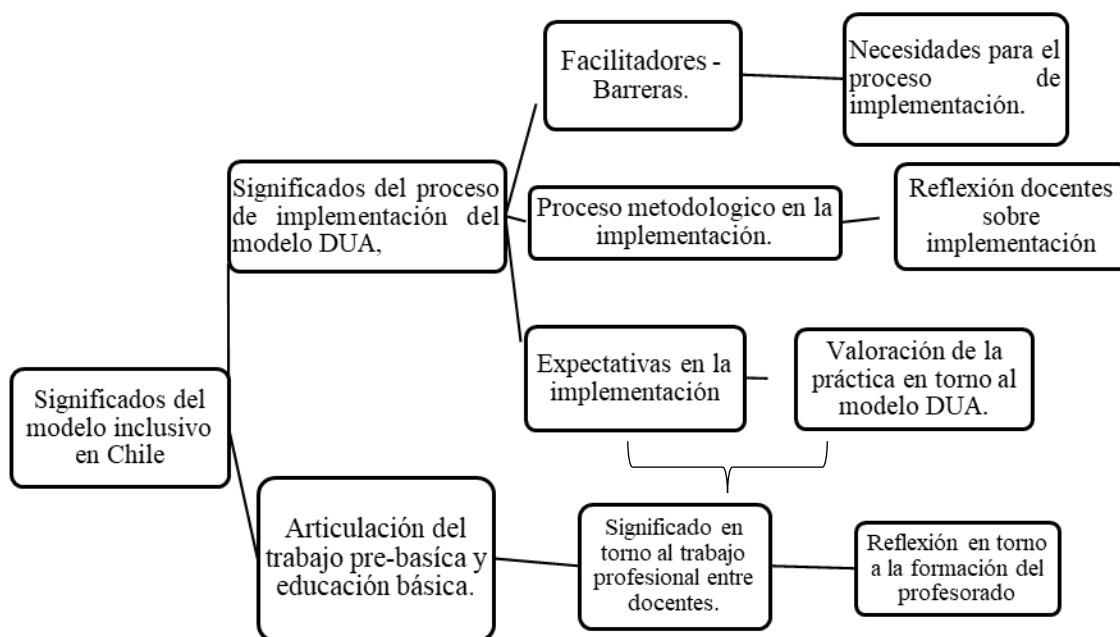 Facilitadores -
Barreras.
Necesidades para el
proceso de
implementación.
Significados del proceso
de implementación del
modelo DUA,
Proceso metodologico en la
implementación.
Reflexión docentes
sobre
implementación
Expectativas en la
implementación
Valoración de la
práctica en torno al
modelo DUA.
Significados del
modelo inclusivo
en Chile
Articulación del
trabajo pre-basíca y
educación básica.
Significado en
torno al trabajo
profesional entre
docentes.
Reflexión en torno
a la formación del
profesorado